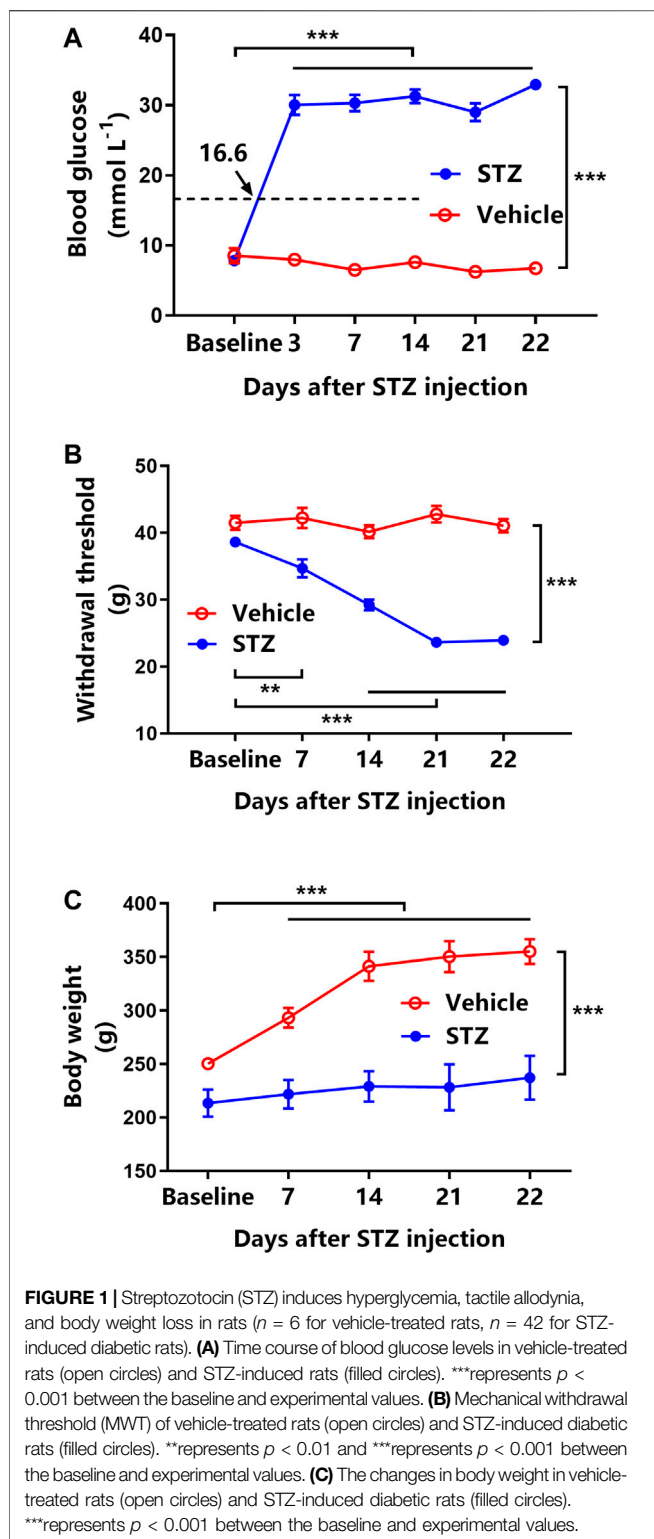 A
***
40
30
20
10
0
Blood glucose
(mmol L-1)
16.6
STZ
Vehicle
***
Baseline 3 7 14 21 22
Days after STZ injection
B
50
40
30
20
10
Withdrawal threshold
(g)
Vehicle
STZ
***
**
***
Baseline 7 14 21 22
Days after STZ injection
C
***
400
350
300
250
200
150
Body weight
(g)
Vehicle
STZ
***
Baseline 7 14 21 22
Days after STZ injection
FIGURE 1 | Streptozotocin (STZ) induces hyperglycemia, tactile allodynia,
and body weight loss in rats (n = 6 for vehicle-treated rats, n = 42 for STZ-
induced diabetic rats). (A) Time course of blood glucose levels in vehicle-treated
rats (open circles) and STZ-induced rats (filled circles). ***represents p <
0.001 between the baseline and experimental values. (B) Mechanical withdrawal
threshold (MWT) of vehicle-treated rats (open circles) and STZ-induced diabetic
rats (filled circles). **represents p < 0.01 and ***represents p < 0.001 between
the baseline and experimental values. (C) The changes in body weight in vehicle-
treated rats (open circles) and STZ-induced diabetic rats (filled circles).
***represents p < 0.001 between the baseline and experimental values.